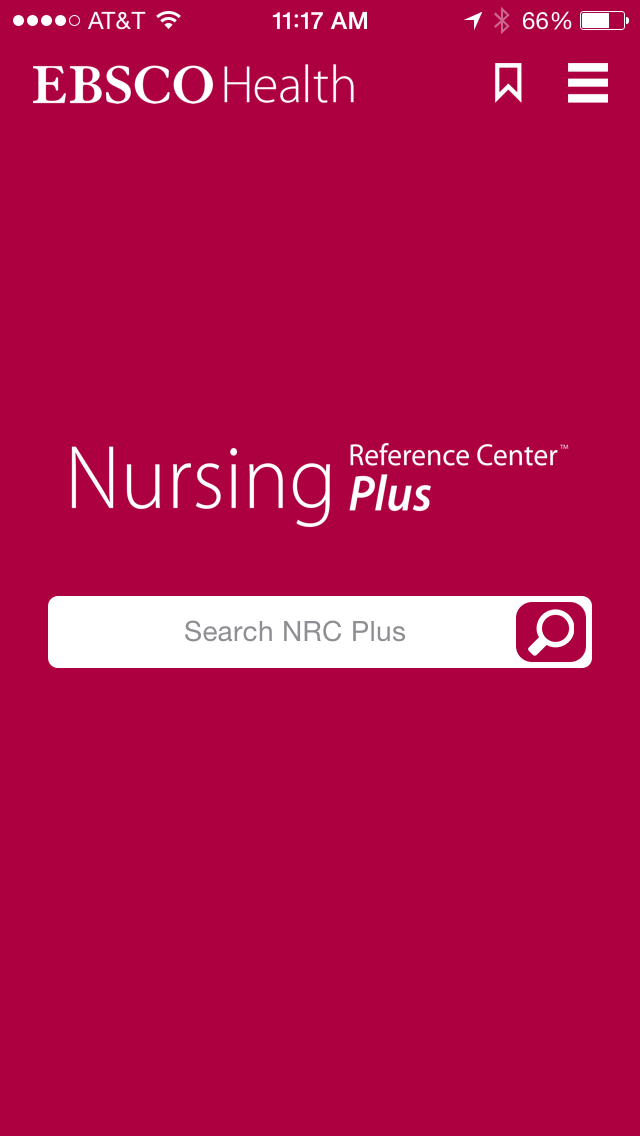 AT&T 11:17 AM 66%
EBSCO Health
Nursing Reference Center™
Plus
Search NRC Plus